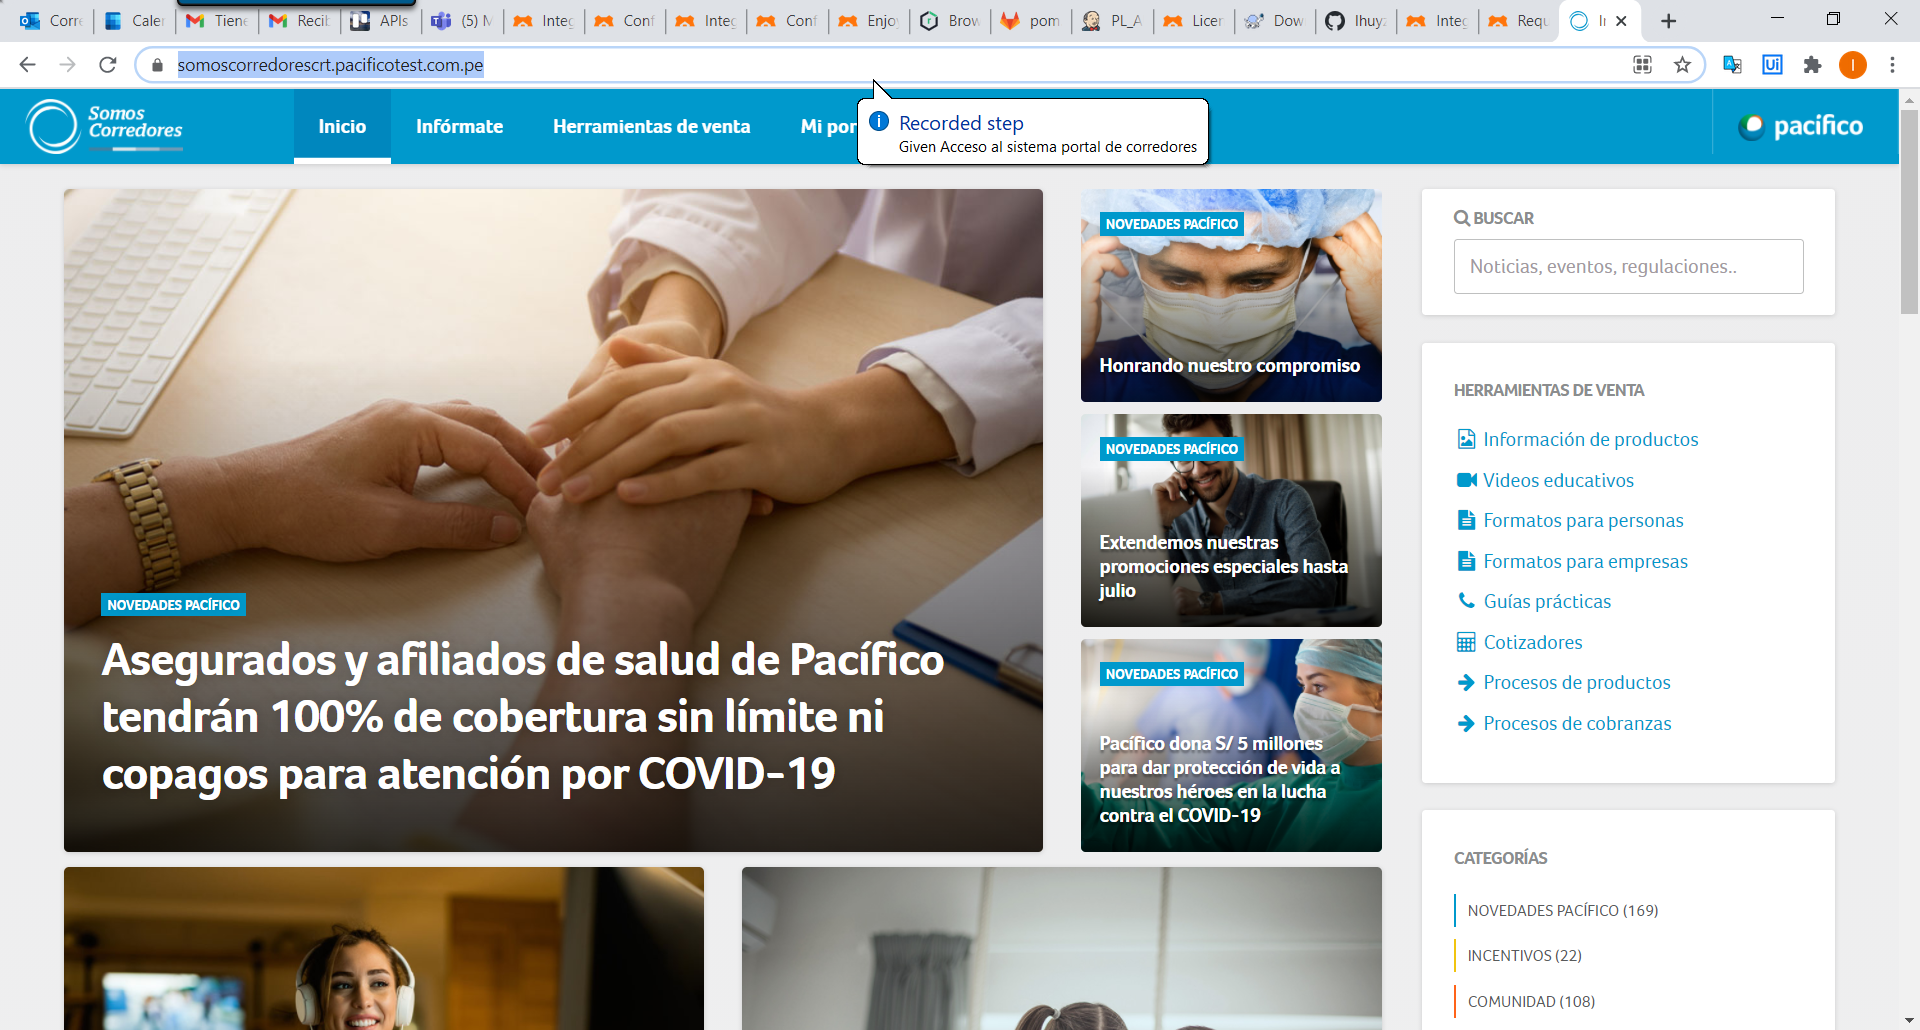 Corre
Caler
Tiene
Recib
APIs
(5) M
Integ
Conf
Integ
Conf
Enjoy
Brow
pom
PL_A
Licer
Dow
lhuyz
Integ
Requ
somoscorredorescrt.pacificotest.com.pe
Ui
I
Somos
Corredores
Inicio
Infórmate
Herramientas de venta
Mi por
Recorded step
Given Acceso al sistema portal de corredores
pacífico
NOVEDADES PACÍFICO
Asegurados y afiliados de salud de Pacífico
tendrán 100% de cobertura sin límite ni
copagos para atención por COVID-19
NOVEDADES PACÍFICO
Honrando nuestro compromiso
NOVEDADES PACÍFICO
Extendemos nuestras
promociones especiales hasta
julio
NOVEDADES PACÍFICO
Pacífico dona S/ 5 millones
para dar protección de vida a
nuestros héroes en la lucha
contra el COVID-19
BUSCAR
Noticias, eventos, regulaciones..
HERRAMIENTAS DE VENTA
Información de productos
Videos educativos
Formatos para personas
Formatos para empresas
Guías prácticas
Cotizadores
Procesos de productos
Procesos de cobranzas
CATEGORÍAS
NOVEDADES PACÍFICO (169)
INCENTIVOS (22)
COMUNIDAD (108)